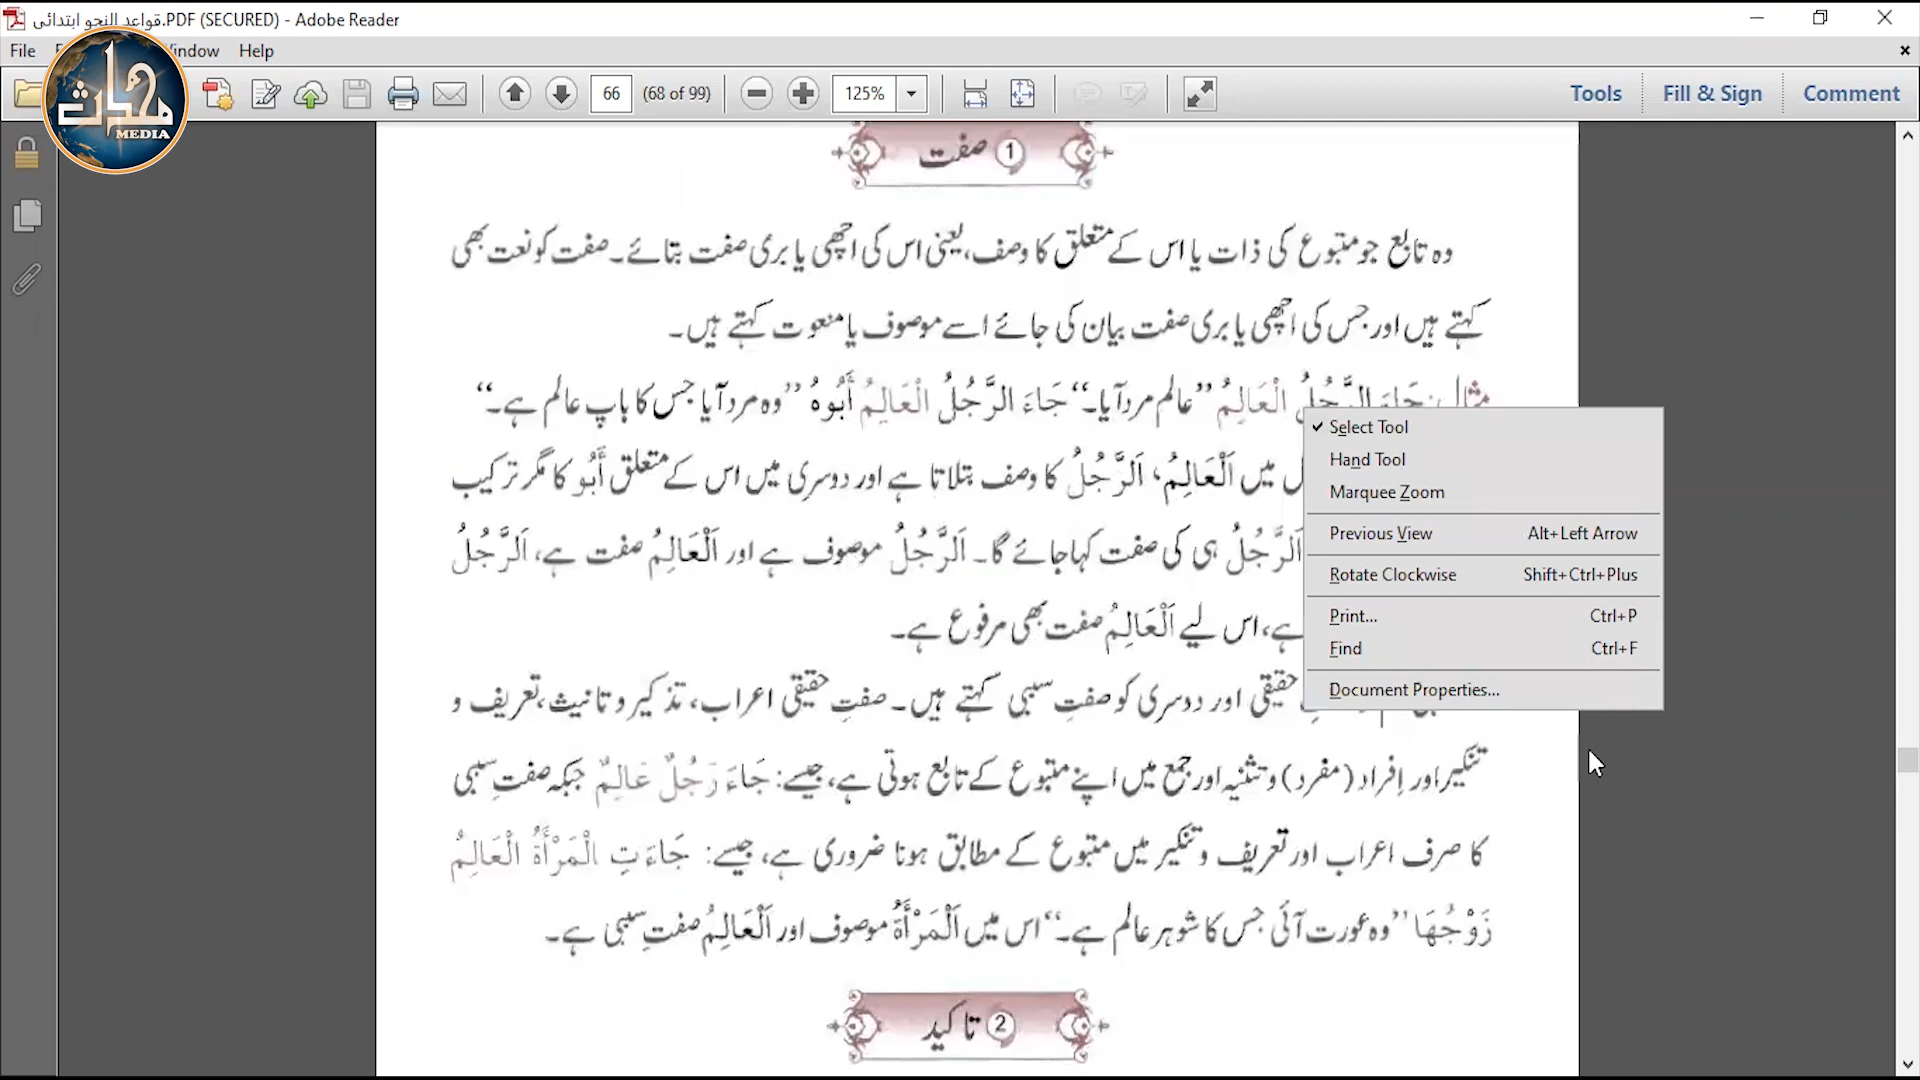 قواعد النحو ابتدائی.PDF (SECURED) - Adobe Reader
File
Window
Help
محدث
MEDIA
66
(68 of 99)
125%
Tools
Fill & Sign
Comment
① صفت
وہ تابع جو متبوع کی ذات یا اس کے متعلق کا وصف، یعنی اس کی اچھی یا بری صفت بتائے۔ صفت کو نعت بھی
کہتے ہیں اور جس کی اچھی یا بری صفت بیان کی جائے اسے موصوف یا منعوت کہتے ہیں۔
مثال: جَاءَ الرَّجُلُ الْعَالِمُ ’’عالم مرد آیا۔‘‘ جَاءَ الرَّجُلُ الْعَالِمُ أَبُوهُ ’’وہ مرد آیا جس کا باپ عالم ہے۔‘‘
میں اَلْعَالِمُ، اَلرَّجُلُ کا وصف بتلاتا ہے اور دوسری میں اس کے متعلق أَبُو کا مگر ترکیب
اَلرَّجُلُ ہی کی صفت کہا جائے گا۔ اَلرَّجُلُ موصوف ہے اور اَلْعَالِمُ صفت ہے، اَلرَّجُلُ
ہے، اس لیے اَلْعَالِمُ صفت بھی مرفوع ہے۔
حقیقی اور دوسری کو صفتِ سببی کہتے ہیں۔ صفتِ حقیقی اعراب، تذکیر و تانیث، تعریف و
تنکیر اور اِفراد (مفرد) و تثنیہ اور جمع میں اپنے متبوع کے تابع ہوتی ہے، جیسے: جَاءَ رَجُلٌ عَالِمٌ جبکہ صفتِ سببی
کا صرف اعراب اور تعریف و تنکیر میں متبوع کے مطابق ہونا ضروری ہے، جیسے: جَاءَتِ الْمَرْأَةُ الْعَالِمُ
زَوْجُهَا ’’وہ عورت آئی جس کا شوہر عالم ہے۔‘‘ اس میں اَلْمَرْأَةُ موصوف اور اَلْعَالِمُ صفتِ سببی ہے۔
② تاکید
Select Tool
Hand Tool
Marquee Zoom
Previous View Alt+Left Arrow
Rotate Clockwise Shift+Ctrl+Plus
Print... Ctrl+P
Find Ctrl+F
Document Properties...